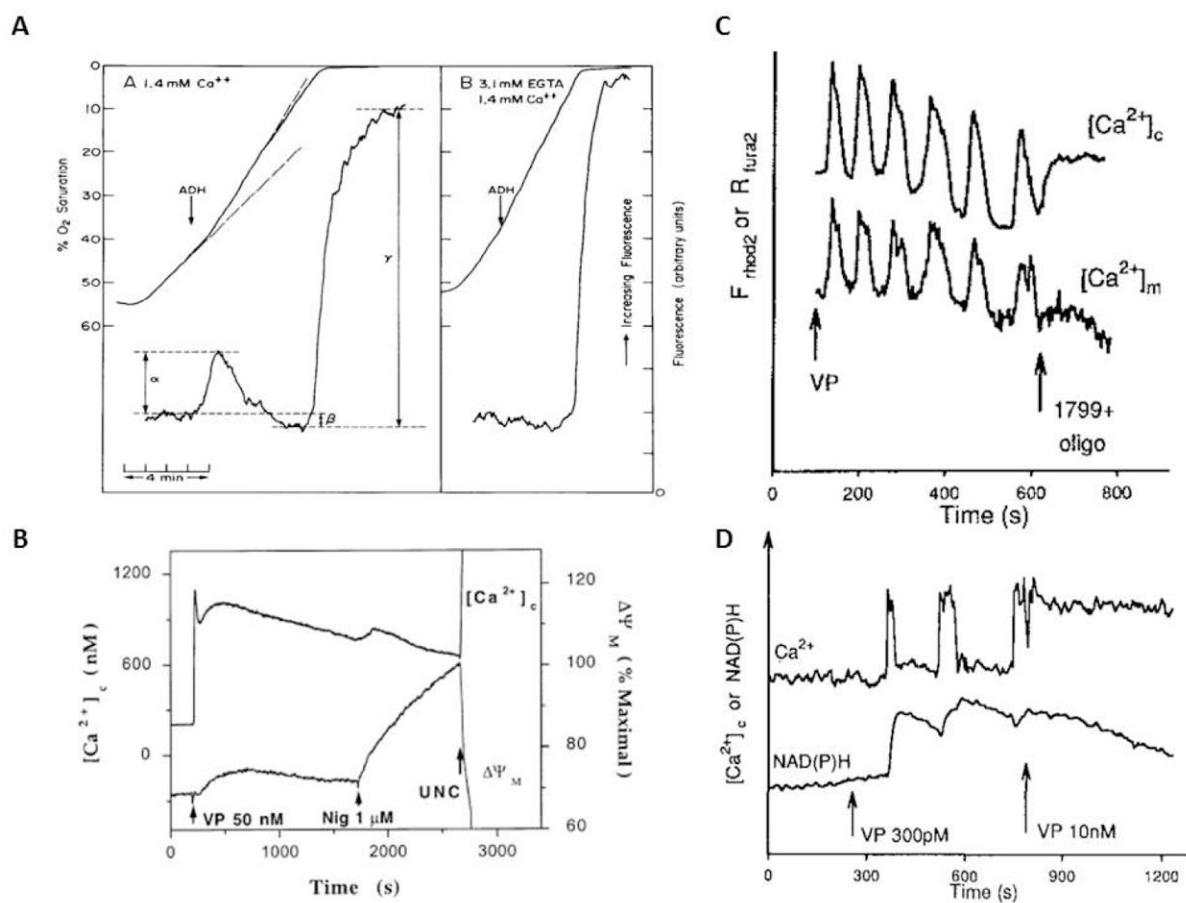 A
A 1.4 mM Ca++
B 3.1 mM EGTA
1.4 mM Ca++
% O2 Saturation
0
10
20
30
40
50
60
ADH
ADH
α
β
γ
4 min
Increasing Fluorescence
Fluorescence (arbitrary units)
0
B
[Ca2+]c (nM)
1200
600
0
[Ca2+]c
ΔΨM
UNC
VP 50 nM
Nig 1 μM
120
100
80
60
ΔΨM (% Maximal)
0
1000
2000
3000
Time (s)
C
F rhod2 or R fura2
[Ca2+]c
[Ca2+]m
VP
1799+
oligo
0
200
400
600
800
Time (s)
D
[Ca2+]c or NAD(P)H
Ca2+
NAD(P)H
VP 300pM
VP 10nM
0
300
600
900
1200
Time (s)